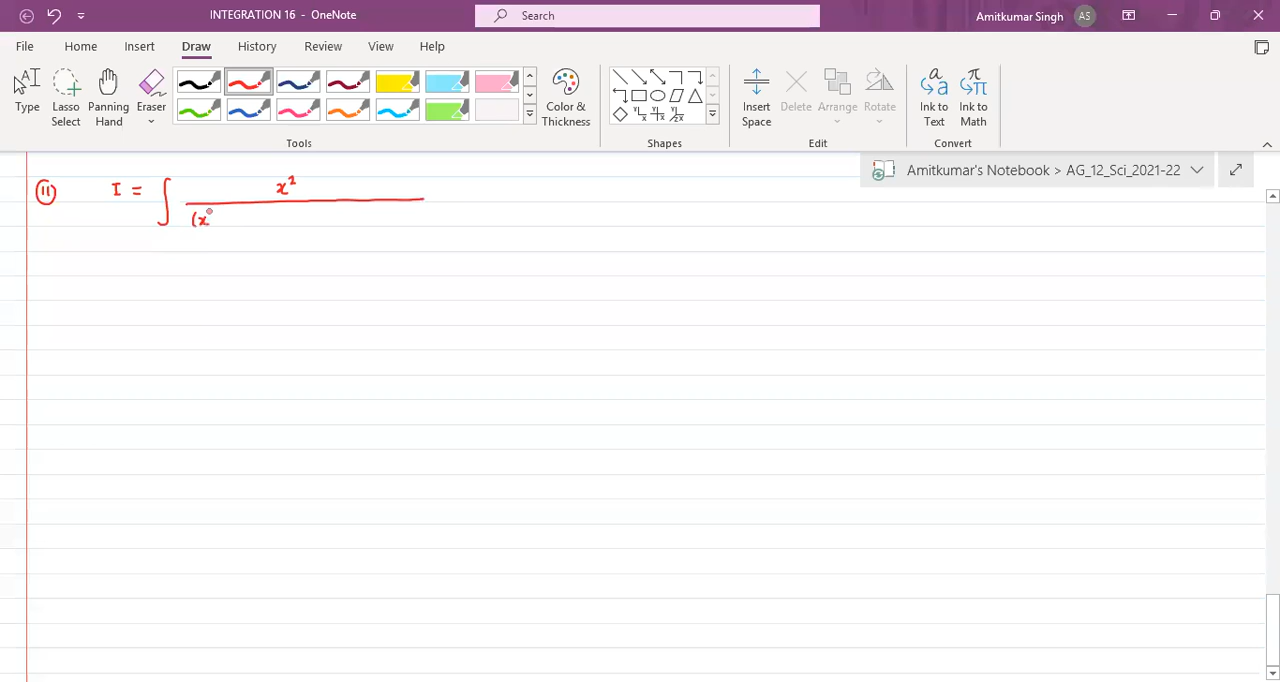 INTEGRATION 16 - OneNote
Search
Amitkumar Singh AS
File Home Insert Draw History Review View Help
Type Lasso Select Panning Hand Eraser Color & Thickness Insert Space Delete Arrange Rotate Ink to Text Ink to Math
Tools Shapes Edit Convert
Amitkumar's Notebook > AG_12_Sci_2021-22
(11) I = ∫ x²
(x